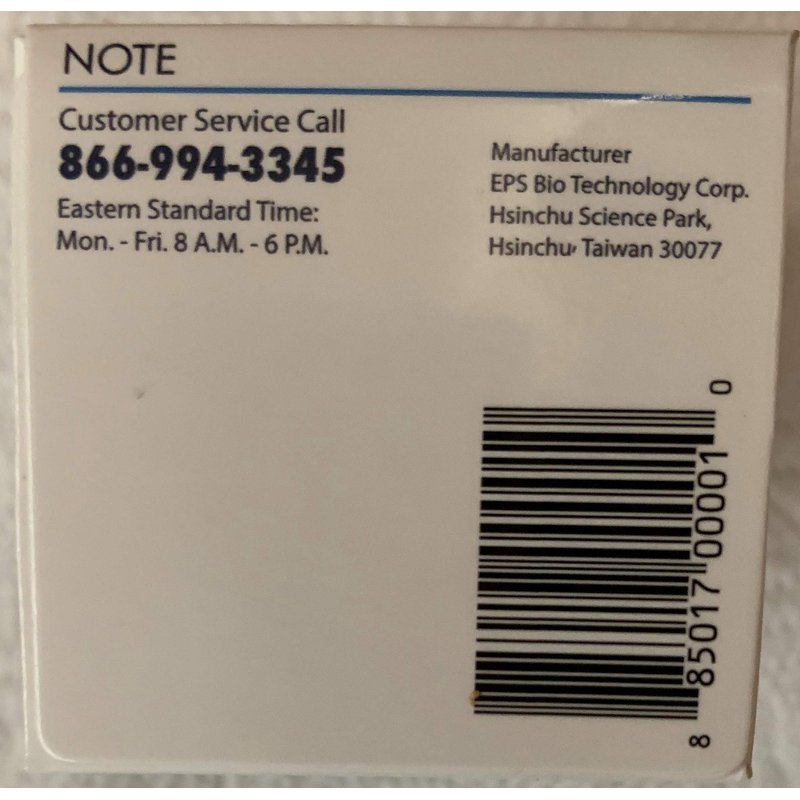 NOTE
Customer Service Call
866-994-3345
Eastern Standard Time:
Mon. - Fri. 8 A.M. - 6 P.M.
Manufacturer
EPS Bio Technology Corp.
Hsinchu Science Park,
Hsinchu, Taiwan 30077
8 85017 00001 0